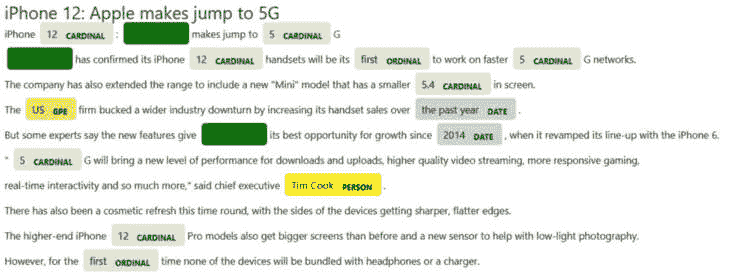 iPhone 12: Apple makes jump to 5G
iPhone 12 CARDINAL : makes jump to 5 CARDINAL G
has confirmed its iPhone 12 CARDINAL handsets will be its first ORDINAL to work on faster 5 CARDINAL G networks.
The company has also extended the range to include a new "Mini" model that has a smaller 5.4 CARDINAL in screen.
The US GPE firm bucked a wider industry downturn by increasing its handset sales over the past year DATE .
But some experts say the new features give its best opportunity for growth since 2014 DATE , when it revamped its line-up with the iPhone 6.
" 5 CARDINAL G will bring a new level of performance for downloads and uploads, higher quality video streaming, more responsive gaming,
real-time interactivity and so much more," said chief executive Tim Cook PERSON .
There has also been a cosmetic refresh this time round, with the sides of the devices getting sharper, flatter edges.
The higher-end iPhone 12 CARDINAL Pro models also get bigger screens than before and a new sensor to help with low-light photography.
However, for the first ORDINAL time none of the devices will be bundled with headphones or a charger.